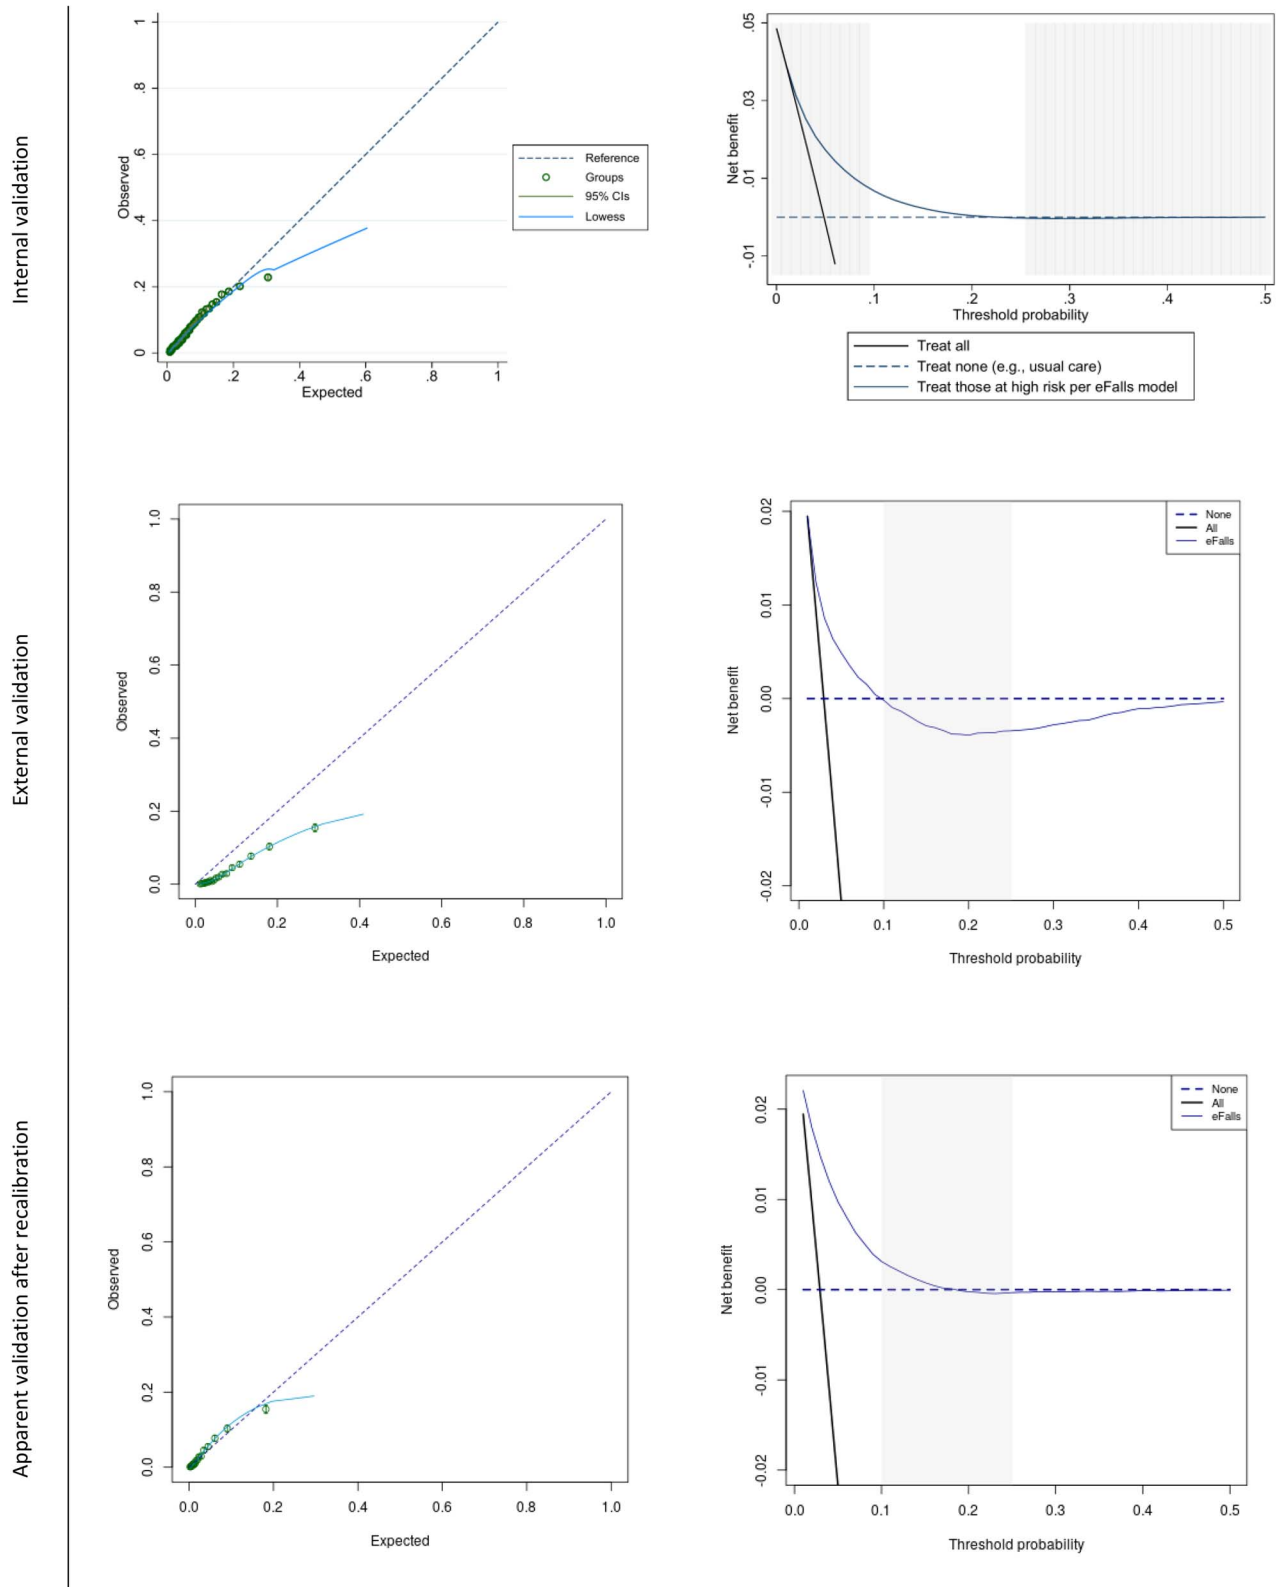 Internal validation
1
.8
.6
.4
.2
0
Observed
0 .2 .4 .6 .8 1
Expected
Reference
Groups
95% CIs
Lowess
.05
.03
.01
-.01
Net benefit
0 .1 .2 .3 .4 .5
Threshold probability
Treat all
Treat none (e.g., usual care)
Treat those at high risk per eFalls model
External validation
1.0
0.8
0.6
0.4
0.2
0.0
Observed
0.0 0.2 0.4 0.6 0.8 1.0
Expected
0.02
0.01
0.00
-0.01
-0.02
Net benefit
None
All
eFalls
0.0 0.1 0.2 0.3 0.4 0.5
Threshold probability
Apparent validation after recalibration
1.0
0.8
0.6
0.4
0.2
0.0
Observed
0.0 0.2 0.4 0.6 0.8 1.0
Expected
0.02
0.01
0.00
-0.01
-0.02
Net benefit
None
All
eFalls
0.0 0.1 0.2 0.3 0.4 0.5
Threshold probability